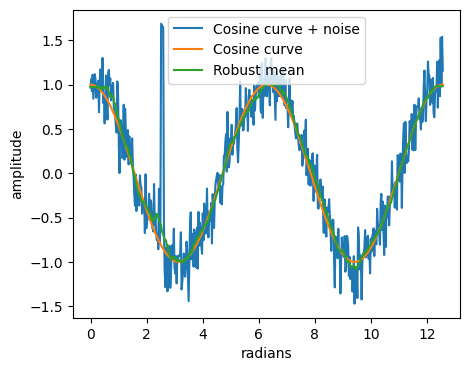 Cosine curve + noise
Cosine curve
Robust mean
1.5
1.0
0.5
0.0
−0.5
−1.0
−1.5
amplitude
0 2 4 6 8 10 12
radians